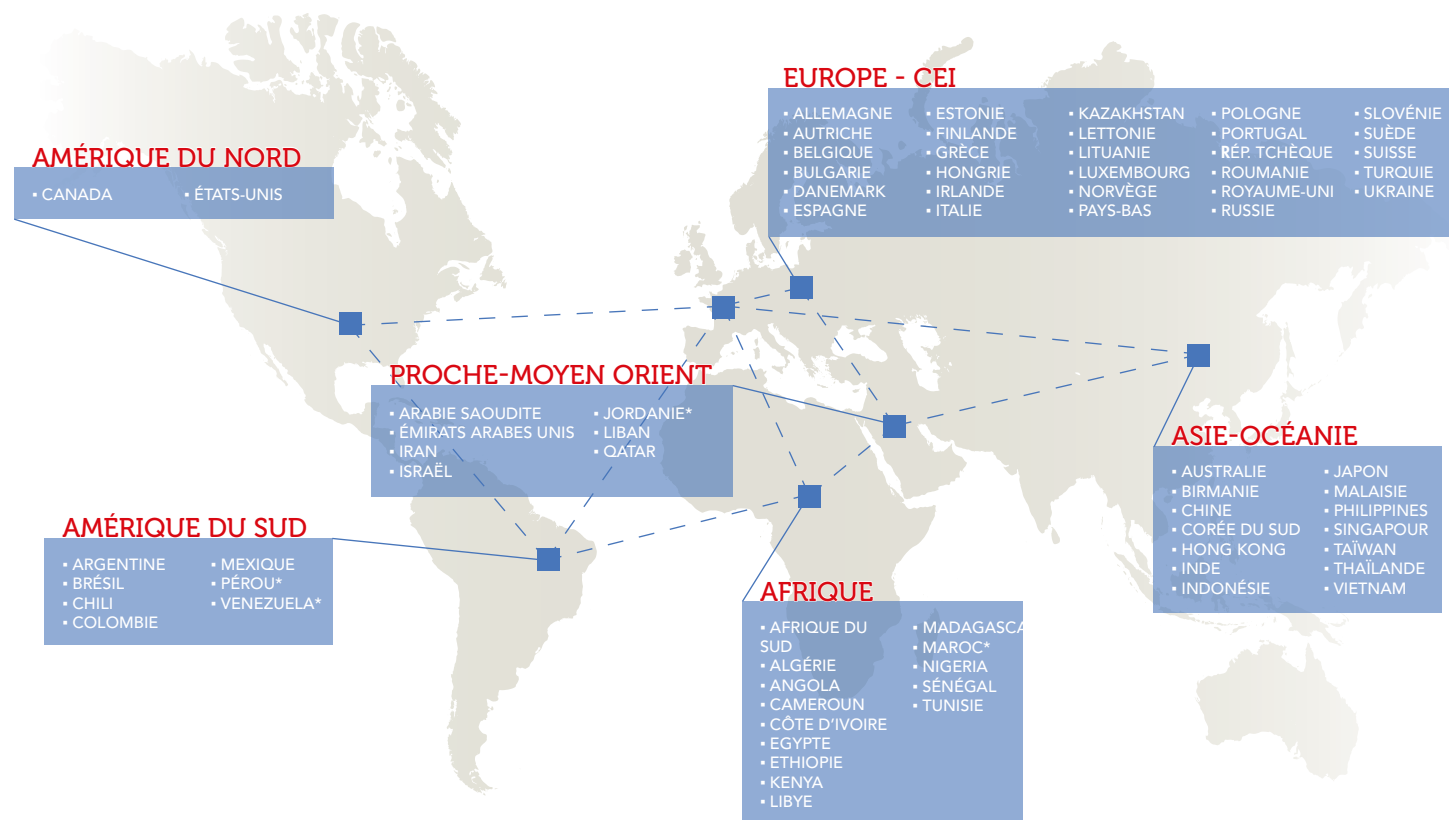 EUROPE - CEI
▪ ALLEMAGNE
▪ AUTRICHE
▪ BELGIQUE
▪ BULGARIE
▪ DANEMARK
▪ ESPAGNE
▪ ESTONIE
▪ FINLANDE
▪ GRÈCE
▪ HONGRIE
▪ IRLANDE
▪ ITALIE
▪ KAZAKHSTAN
▪ LETTONIE
▪ LITUANIE
▪ LUXEMBOURG
▪ NORVÈGE
▪ PAYS-BAS
▪ POLOGNE
▪ PORTUGAL
▪ RÉP. TCHÈQUE
▪ ROUMANIE
▪ ROYAUME-UNI
▪ RUSSIE
▪ SLOVÉNIE
▪ SUÈDE
▪ SUISSE
▪ TURQUIE
▪ UKRAINE
AMÉRIQUE DU NORD
▪ CANADA
▪ ÉTATS-UNIS
PROCHE-MOYEN ORIENT
▪ ARABIE SAOUDITE
▪ ÉMIRATS ARABES UNIS
▪ IRAN
▪ ISRAËL
▪ JORDANIE*
▪ LIBAN
▪ QATAR
ASIE-OCÉANIE
▪ AUSTRALIE
▪ BIRMANIE
▪ CHINE
▪ CORÉE DU SUD
▪ HONG KONG
▪ INDE
▪ INDONÉSIE
▪ JAPON
▪ MALAISIE
▪ PHILIPPINES
▪ SINGAPOUR
▪ TAÏWAN
▪ THAÏLANDE
▪ VIETNAM
AMÉRIQUE DU SUD
▪ ARGENTINE
▪ BRÉSIL
▪ CHILI
▪ COLOMBIE
▪ MEXIQUE
▪ PÉROU*
▪ VENEZUELA*
AFRIQUE
▪ AFRIQUE DU
SUD
▪ ALGÉRIE
▪ ANGOLA
▪ CAMEROUN
▪ CÔTE D'IVOIRE
▪ EGYPTE
▪ ETHIOPIE
▪ KENYA
▪ LIBYE
▪ MADAGASCA
▪ MAROC*
▪ NIGERIA
▪ SÉNÉGAL
▪ TUNISIE